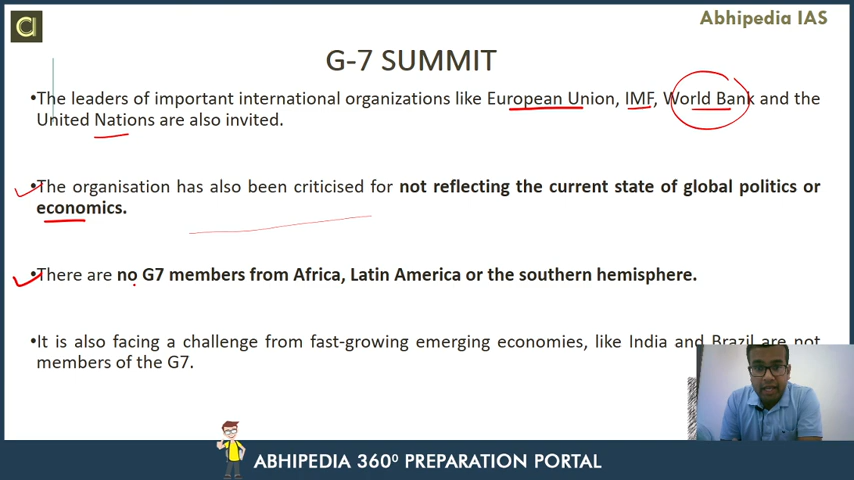 Abhipedia IAS
G-7 SUMMIT
•The leaders of important international organizations like European Union, IMF, World Bank and the
United Nations are also invited.
•The organisation has also been criticised for not reflecting the current state of global politics or
economics.
•There are no G7 members from Africa, Latin America or the southern hemisphere.
•It is also facing a challenge from fast-growing emerging economies, like India and Brazil are not
members of the G7.
ABHIPEDIA 360⁰ PREPARATION PORTAL